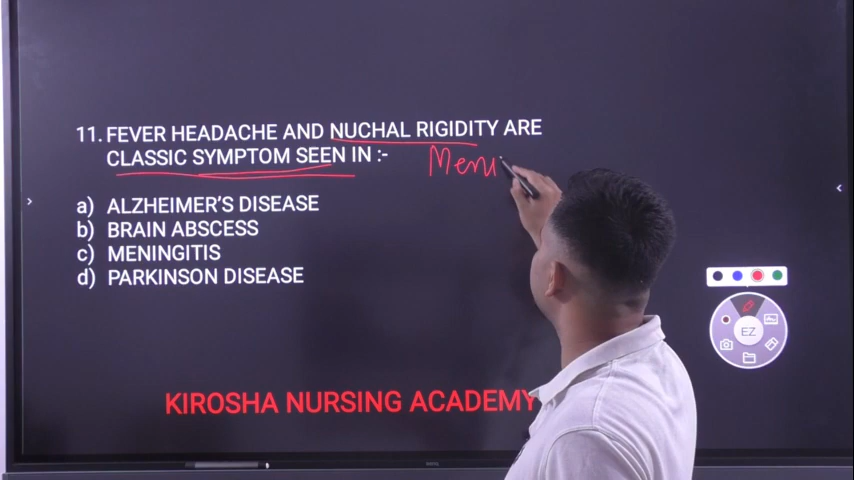 11. FEVER HEADACHE AND NUCHAL RIGIDITY ARE
CLASSIC SYMPTOM SEEN IN :-
Meni
a) ALZHEIMER'S DISEASE
b) BRAIN ABSCESS
c) MENINGITIS
d) PARKINSON DISEASE
EZ
KIROSHA NURSING ACADEMY